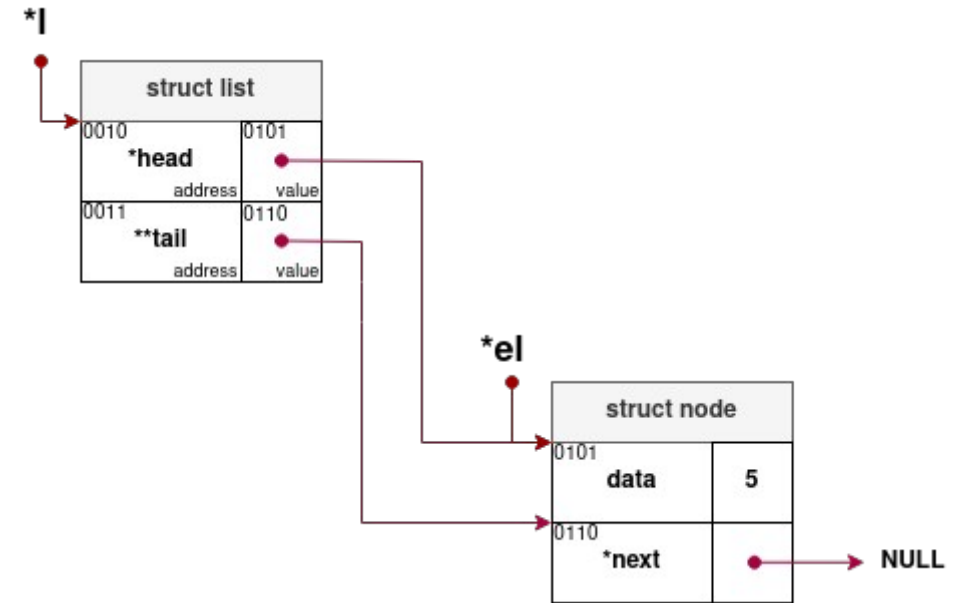 *l
struct list
0010 0101
*head
address value
0011 0110
**tail
address value
*el
struct node
0101
data 5
0110
*next NULL